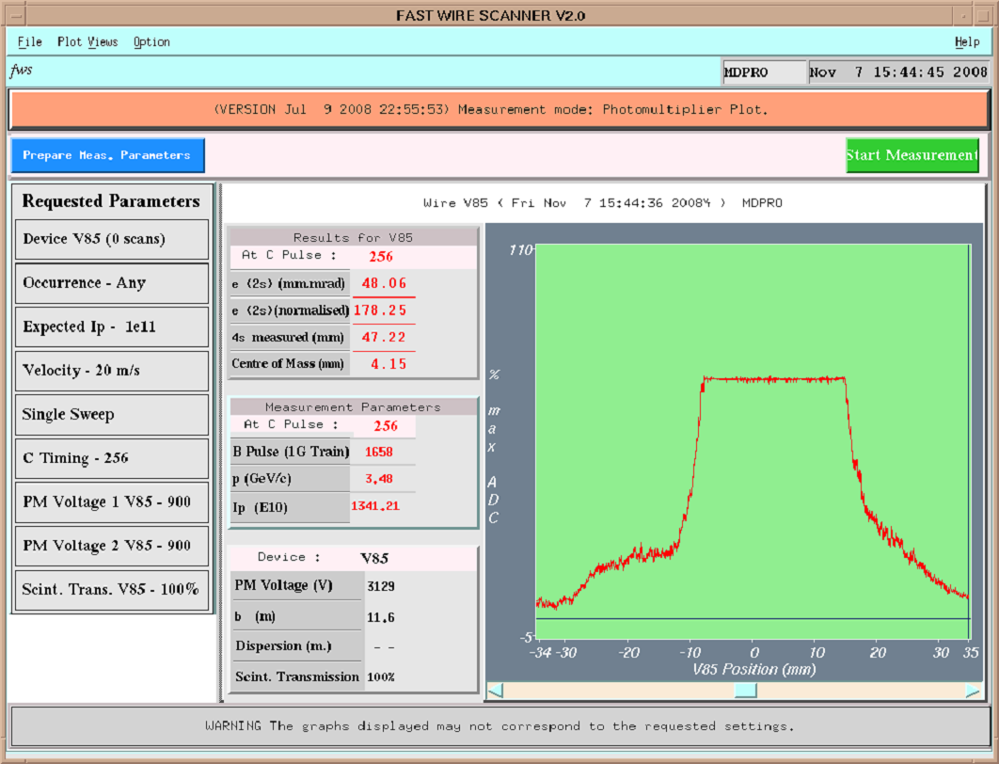 FAST WIRE SCANNER V2.0
File Plot Views Option Help
fws MDPRO Nov 7 15:44:45 2008
(VERSION Jul 9 2008 22:55:53) Measurement mode: Photomultiplier Plot.
Prepare Meas. Parameters Start Measurement
Requested Parameters
Device V85 (0 scans)
Occurrence - Any
Expected Ip - 1e11
Velocity - 20 m/s
Single Sweep
C Timing - 256
PM Voltage 1 V85 - 900
PM Voltage 2 V85 - 900
Scint. Trans. V85 - 100%
Wire V85 ( Fri Nov 7 15:44:36 2008¶ ) MDPRO
Results for V85
At C Pulse : 256
e (2s) (mm.mrad) 48.06
e (2s)(normalised) 178.25
4s measured (mm) 47.22
Centre of Mass (mm) 4.15
Measurement Parameters
At C Pulse : 256
B Pulse (1G Train) 1658
p (GeV/c) 3.48
Ip (E10) 1341.21
Device : V85
PM Voltage (V) 3129
b (m) 11.6
Dispersion (m.) - -
Scint. Transmission 100%
110
% max ADC
-5
-34 -30 -20 -10 0 10 20 30 35
V85 Position (mm)
WARNING The graphs displayed may not correspond to the requested settings.